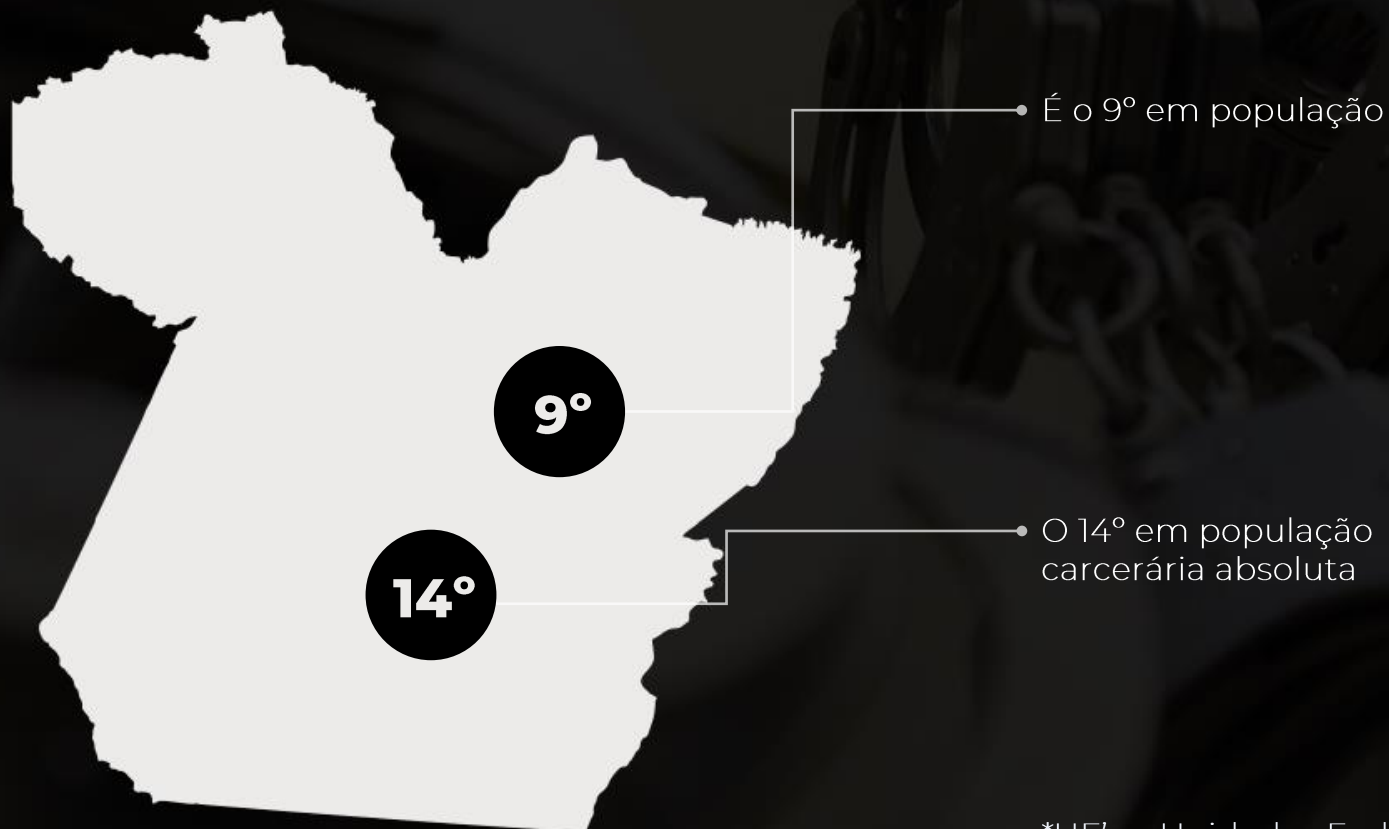 É o 9º em população
9º
O 14º em população
carcerária absoluta
14º